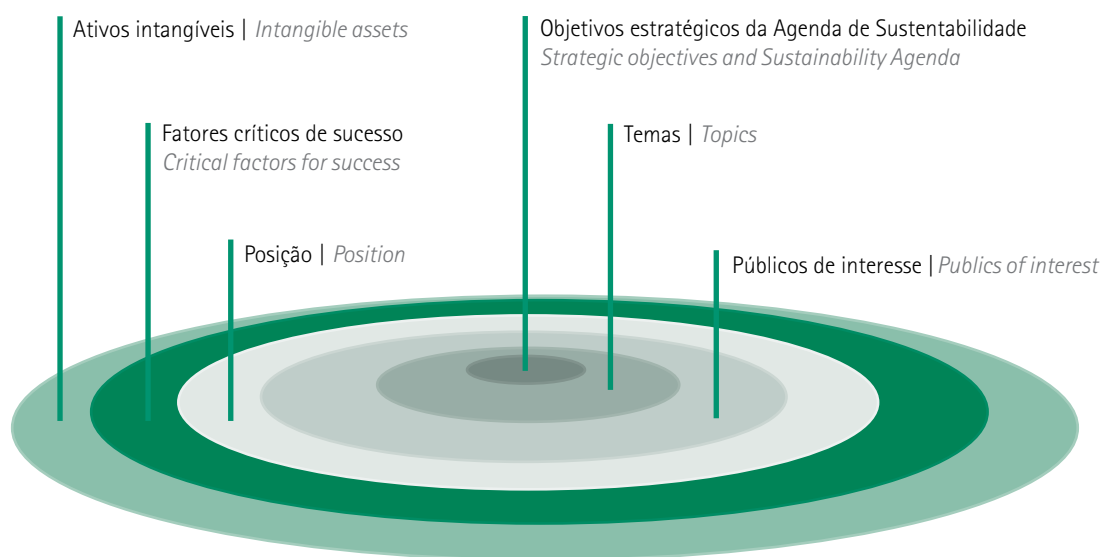 Ativos intangíveis | Intangible assets
Objetivos estratégicos da Agenda de Sustentabilidade
Strategic objectives and Sustainability Agenda
Fatores críticos de sucesso
Critical factors for success
Temas | Topics
Posição | Position
Públicos de interesse | Publics of interest